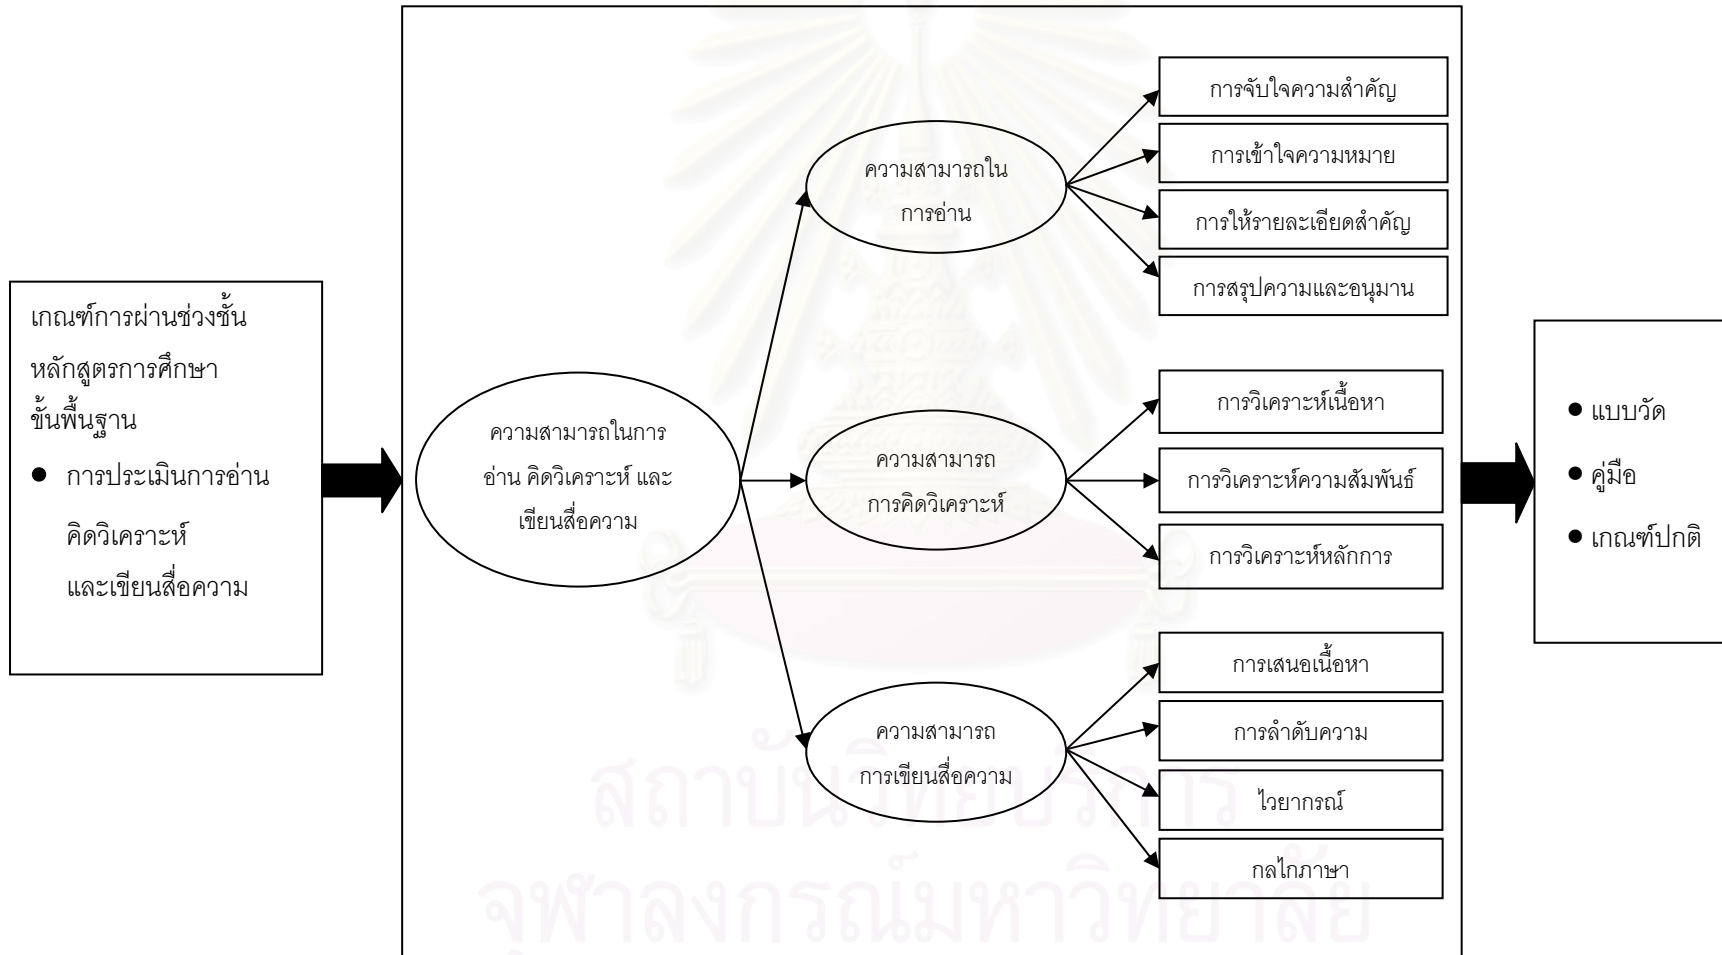 เกณฑ์การผ่านช่วงชั้น
หลักสูตรการศึกษา
ขั้นพื้นฐาน
● การประเมินการอ่าน
คิดวิเคราะห์
และเขียนสื่อความ
ความสามารถในการ
อ่าน คิดวิเคราะห์ และ
เขียนสื่อความ
ความสามารถใน
การอ่าน
การจับใจความสำคัญ
การเข้าใจความหมาย
การให้รายละเอียดสำคัญ
การสรุปความและอนุมาน
ความสามารถ
การคิดวิเคราะห์
การวิเคราะห์เนื้อหา
การวิเคราะห์ความสัมพันธ์
การวิเคราะห์หลักการ
ความสามารถ
การเขียนสื่อความ
การเสนอเนื้อหา
การลำดับความ
ไวยากรณ์
กลไกภาษา
● แบบวัด
● คู่มือ
● เกณฑ์ปกติ
สถาบันวิทยบริการ
จุฬาลงกรณ์มหาวิทยาลัย